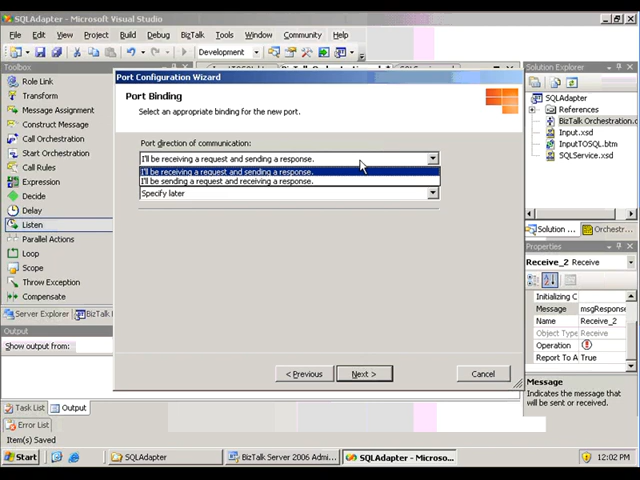 SQLAdapter - Microsoft Visual Studio
File Edit View Project Build Debug BizTalk Tools Window Community Help
Development
Toolbox
Role Link
Transform
Message Assignment
Construct Message
Call Orchestration
Start Orchestration
Call Rules
Expression
Decide
Delay
Listen
Parallel Actions
Loop
Scope
Throw Exception
Compensate
Server Explorer BizTalk
Port Configuration Wizard
Port Binding
Select an appropriate binding for the new port.
Port direction of communication:
I'll be receiving a request and sending a response.
I'll be receiving a request and sending a response.
I'll be sending a request and receiving a response.
Specify later
< Previous
Next >
Cancel
Solution Explorer
SQLAdapter
References
BizTalk Orchestration.o
Input.xsd
InputTOSQL.btm
SQLService.xsd
Solution ... Orchestr...
Properties
Receive_2 Receive
Initializing C
Message msgResponse
Name Receive_2
Object Type Receive
Operation
Report To A True
Message
Indicates the message that will be sent or received.
Output
Show output from:
Task List Output
Error List
Item(s) Saved
Start SQLAdapter BizTalk Server 2006 Admi... SQLAdapter - Microso... 12:02 PM